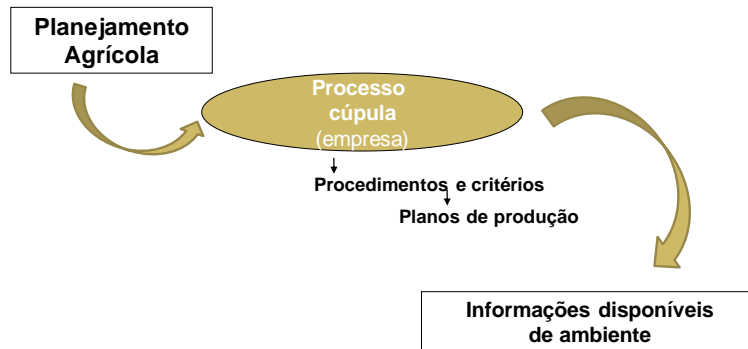 Planejamento
Agrícola
Processo
cúpula
(empresa)
Procedimentos e critérios
Planos de produção
Informações disponíveis
de ambiente